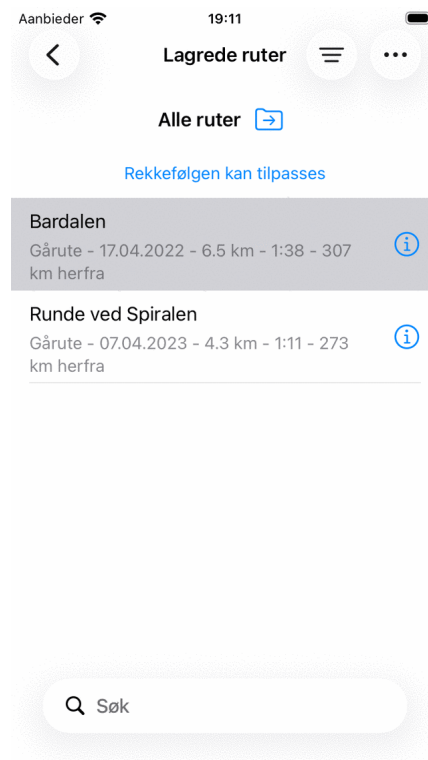 Aanbieder 19:11
Lagrede ruter
Alle ruter
Rekkefølgen kan tilpasses
Bardalen
Gårute - 17.04.2022 - 6.5 km - 1:38 - 307
km herfra
Runde ved Spiralen
Gårute - 07.04.2023 - 4.3 km - 1:11 - 273
km herfra
Søk